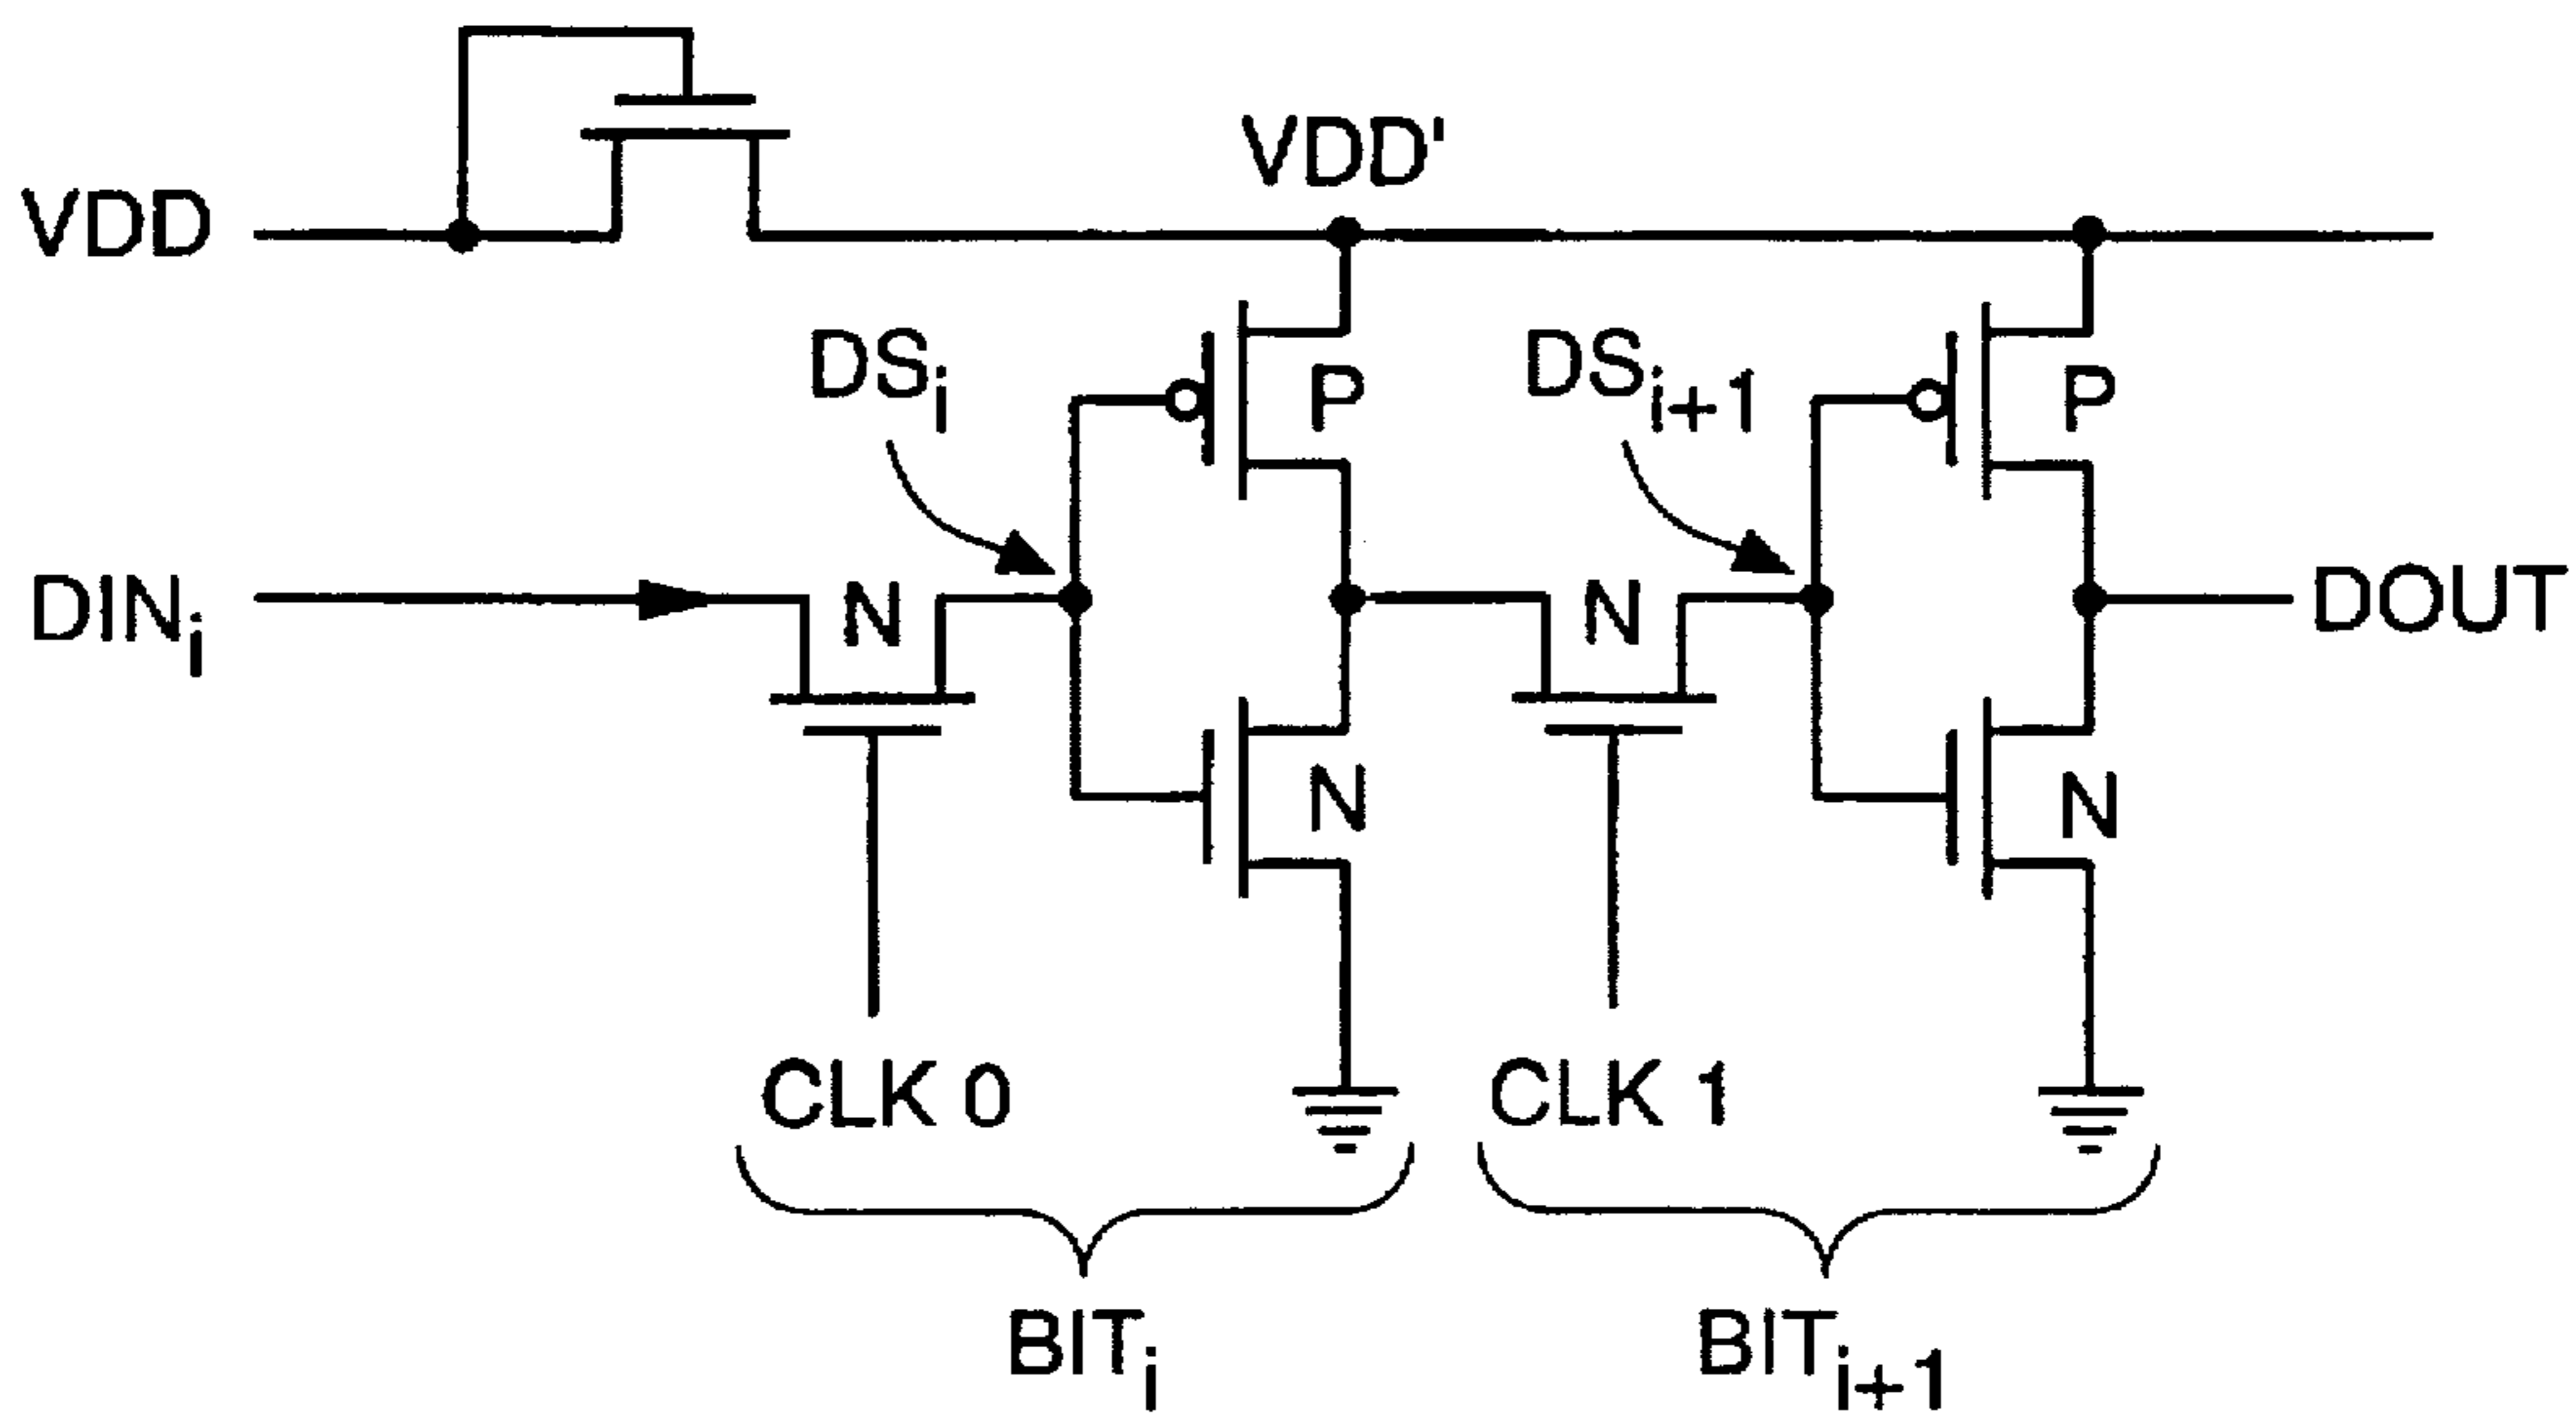 VDD'
VDD
DSi P DSi+1 P
DINi N N DOUT
N N
CLK 0 CLK 1
BITi BITi+1